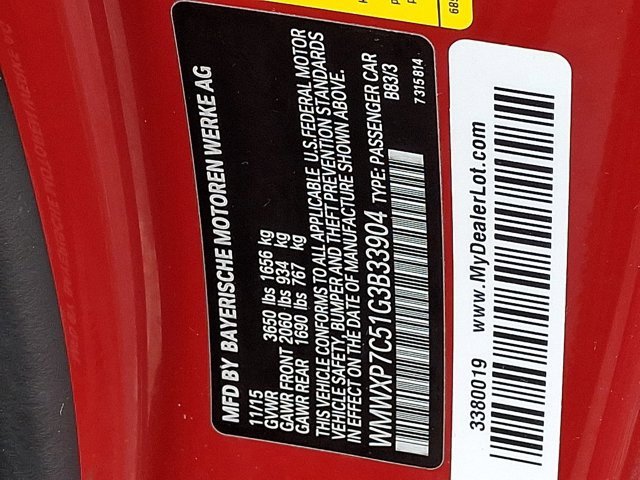 MFD BY BAYERISCHE MOTOREN WERKE AG
11/15
GVWR 3650 lbs 1656 kg
GAWR FRONT 2060 lbs 934 kg
GAWR REAR 1690 lbs 767 kg
THIS VEHICLE CONFORMS TO ALL APPLICABLE U.S.FEDERAL MOTOR
VEHICLE SAFETY, BUMPER AND THEFT PREVENTION STANDARDS
IN EFFECT ON THE DATE OF MANUFACTURE SHOWN ABOVE.
WMWXP7C51G3B33904 TYPE: PASSENGER CAR
B83/3
7 315 814
3380019 www.MyDealerLot.com